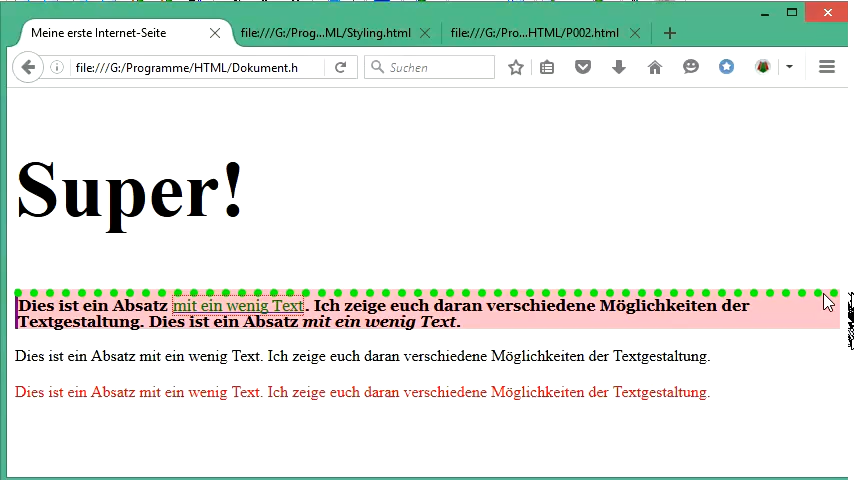 Meine erste Internet-Seite
file:///G:/Prog...ML/Styling.html
file:///G:/Pro...HTML/P002.html
file:///G:/Programme/HTML/Dokument.h
Suchen
Super!
Dies ist ein Absatz mit ein wenig Text. Ich zeige euch daran verschiedene Möglichkeiten der
Textgestaltung. Dies ist ein Absatz mit ein wenig Text.
Dies ist ein Absatz mit ein wenig Text. Ich zeige euch daran verschiedene Möglichkeiten der Textgestaltung.
Dies ist ein Absatz mit ein wenig Text. Ich zeige euch daran verschiedene Möglichkeiten der Textgestaltung.